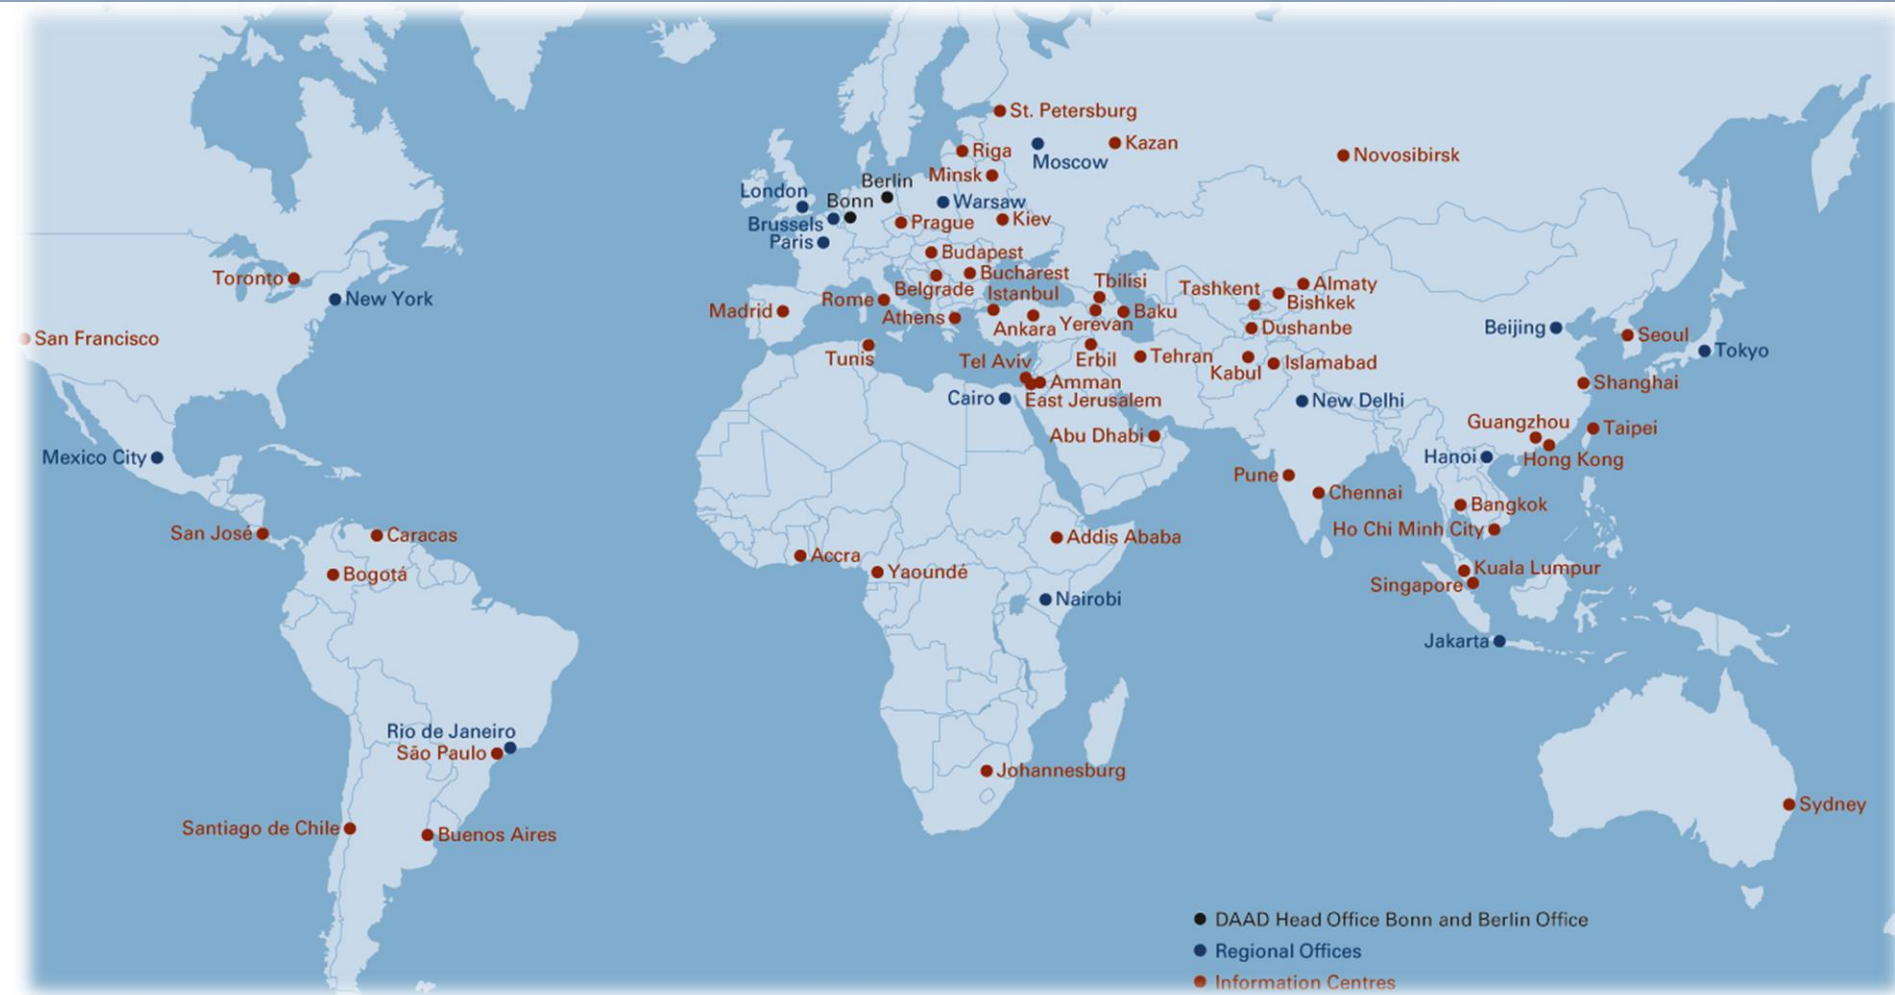 St. Petersburg
Kazan
Riga
Moscow
Novosibirsk
Minsk
Berlin
London
Bonn
Warsaw
Brussels
Prague
Kiev
Paris
Budapest
Toronto
Bucharest
Tbilisi
Almaty
Tashkent
Belgrade
Istanbul
New York
Rome
Bishkek
Madrid
Athens
Ankara
Yerevan
Baku
Dushanbe
Beijing
San Francisco
Seoul
Tokyo
Tunis
Tel Aviv
Erbil
Tehran
Kabul
Islamabad
Amman
Shanghai
Cairo
East Jerusalem
New Delhi
Guangzhou
Taipei
Abu Dhabi
Mexico City
Hanoi
Hong Kong
Pune
Chennai
Bangkok
San José
Caracas
Addis Ababa
Ho Chi Minh City
Accra
Bogotá
Yaoundé
Kuala Lumpur
Singapore
Nairobi
Jakarta
Rio de Janeiro
São Paulo
Johannesburg
Sydney
Santiago de Chile
Buenos Aires
DAAD Head Office Bonn and Berlin Office
Regional Offices
Information Centres